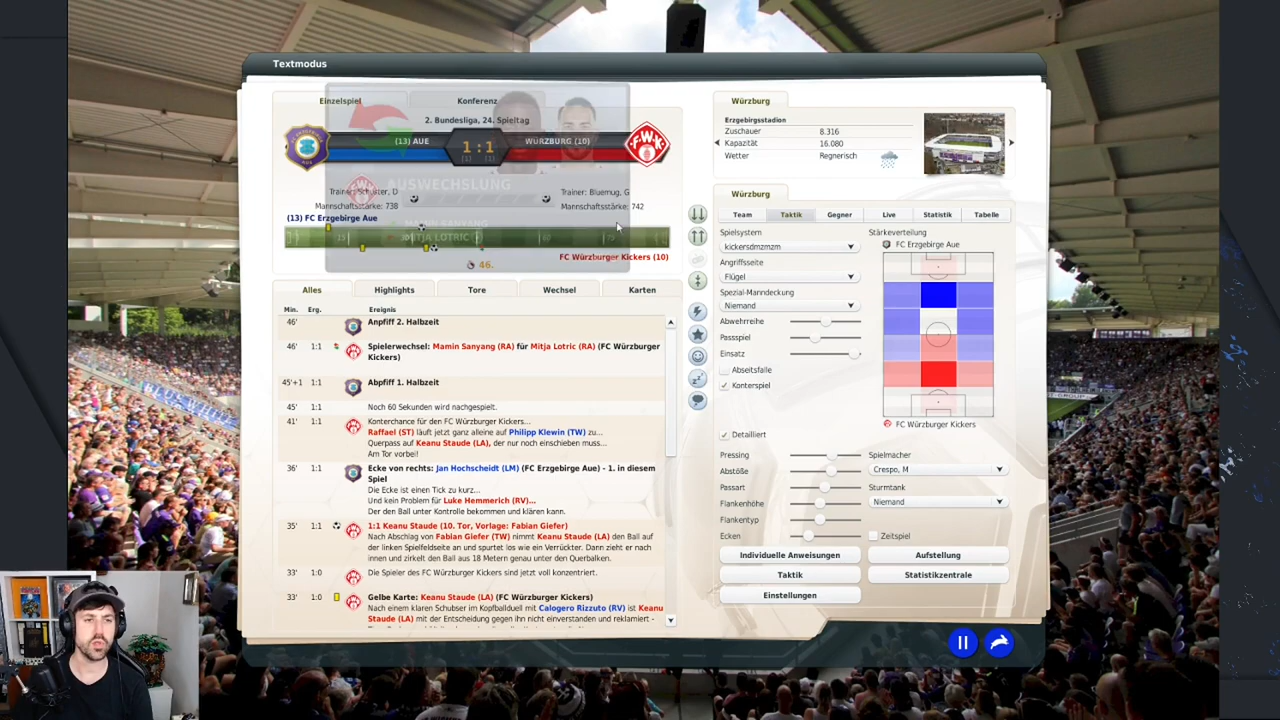 Textmodus
Einzelspiel
Konferenz
2. Bundesliga, 24. Spieltag
(13) AUE
1:1
WÜRZBURG (10)
(1) (1)
AUSWECHSLUNG
Trainer: Bluemug, G
Mannschaftsstärke: 738
Mannschaftsstärke: 742
MAMIN SANYANG
(13) FC Erzgebirge Aue
MITJA LOTRIC
FC Würzburger Kickers (10)
46.
Alles
Highlights
Tore
Wechsel
Karten
Min.
Erg.
Ereignis
46'
Anpfiff 2. Halbzeit
46'
1:1
Spielerwechsel: Mamin Sanyang (RA) für Mitja Lotric (RA) (FC Würzburger
Kickers)
45'+1
1:1
Abpfiff 1. Halbzeit
45'
1:1
Noch 60 Sekunden wird nachgespielt.
41'
1:1
Konterchance für den FC Würzburger Kickers...
Raffael (ST) läuft jetzt ganz alleine auf Philipp Klewin (TW) zu...
Querpass auf Keanu Staude (LA), der nur noch einschieben muss...
Am Tor vorbei!
36'
1:1
Ecke von rechts: Jan Hochscheidt (LM) (FC Erzgebirge Aue) - 1. in diesem
Spiel
Die Ecke ist einen Tick zu kurz...
Und kein Problem für Luke Hemmerich (RV)...
Der den Ball unter Kontrolle bekommen und klären kann.
35'
1:1
1:1 Keanu Staude (10. Tor, Vorlage: Fabian Giefer)
Nach Abschlag von Fabian Giefer (TW) nimmt Keanu Staude (LA) den Ball auf
der linken Spielfeldseite an und spurtet los wie ein Verrückter. Dann zieht er nach
innen und zirkelt den Ball aus 18 Metern genau unter den Querbalken.
33'
1:0
Die Spieler des FC Würzburger Kickers sind jetzt voll konzentriert.
33'
1:0
Gelbe Karte: Keanu Staude (LA) (FC Würzburger Kickers)
Nach einem klaren Schubser im Kopfballduell mit Calogero Rizzuto (RV) ist Keanu
Staude (LA) mit der Entscheidung gegen ihn nicht einverstanden und reklamiert -
Würzburg
Erzgebirgsstadion
Zuschauer
8.316
Kapazität
16.080
Wetter
Regnerisch
Würzburg
Team
Taktik
Gegner
Live
Statistik
Tabelle
Spielsystem
kickersdmzmzm
Angriffsseite
Flügel
Spezial-Manndeckung
Niemand
Abwehrreihe
Passspiel
Einsatz
Abseitsfalle
Konterspiel
Stärkeverteilung
FC Erzgebirge Aue
FC Würzburger Kickers
Detailliert
Pressing
Abstöße
Passart
Flankenhöhe
Flankentyp
Ecken
Spielmacher
Crespo, M
Sturmtank
Niemand
Zeitspiel
Individuelle Anweisungen
Aufstellung
Taktik
Statistikzentrale
Einstellungen